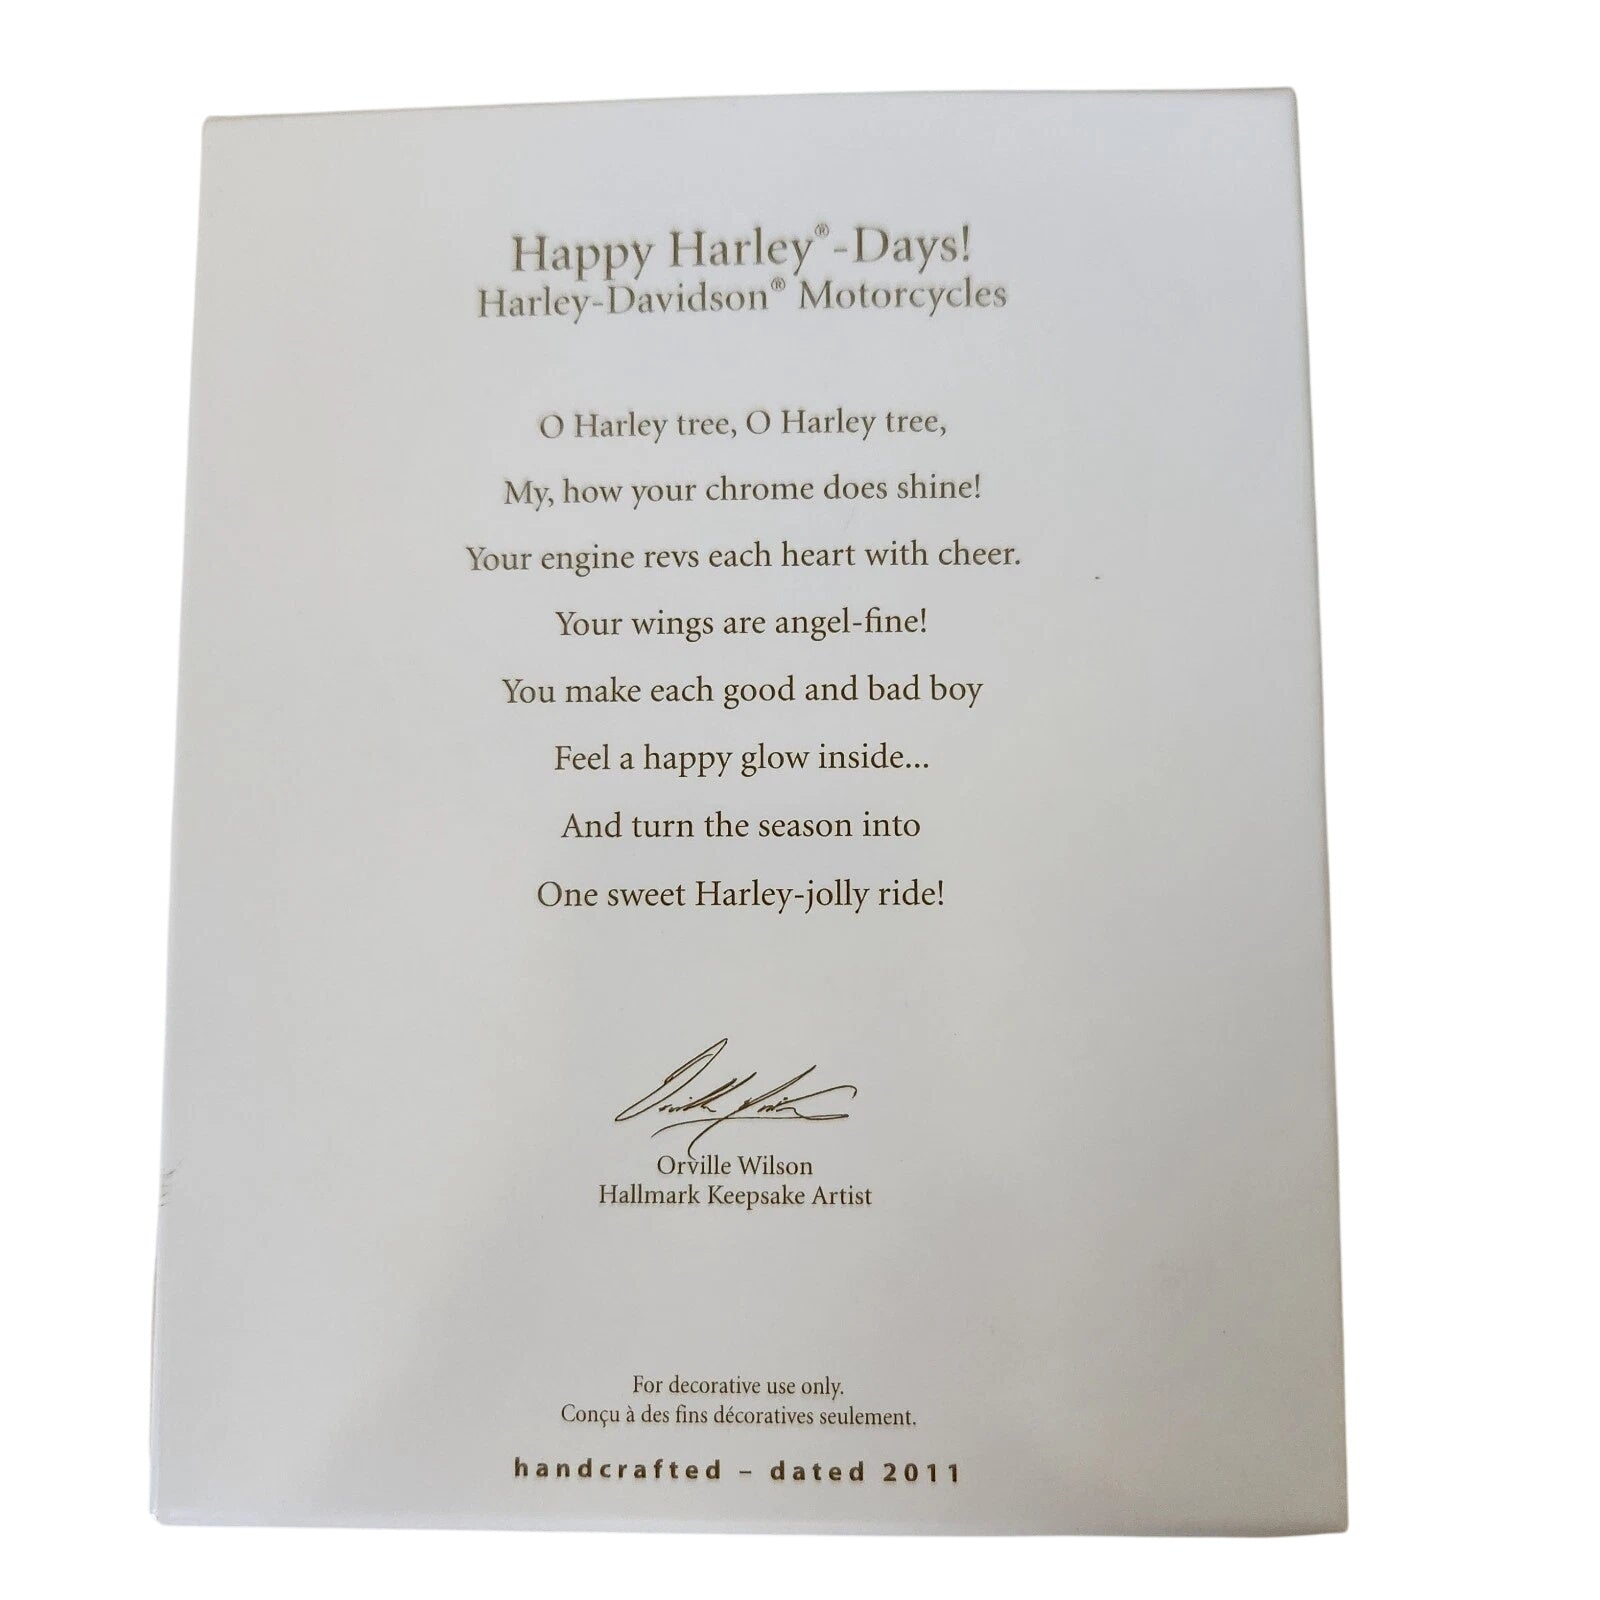 Happy Harley®-Days!
Harley-Davidson® Motorcycles
O Harley tree, O Harley tree,
My, how your chrome does shine!
Your engine revs each heart with cheer.
Your wings are angel-fine!
You make each good and bad boy
Feel a happy glow inside...
And turn the season into
One sweet Harley-jolly ride!
Orville Wilson
Orville Wilson
Hallmark Keepsake Artist
For decorative use only.
Conçu à des fins décoratives seulement.
handcrafted – dated 2011